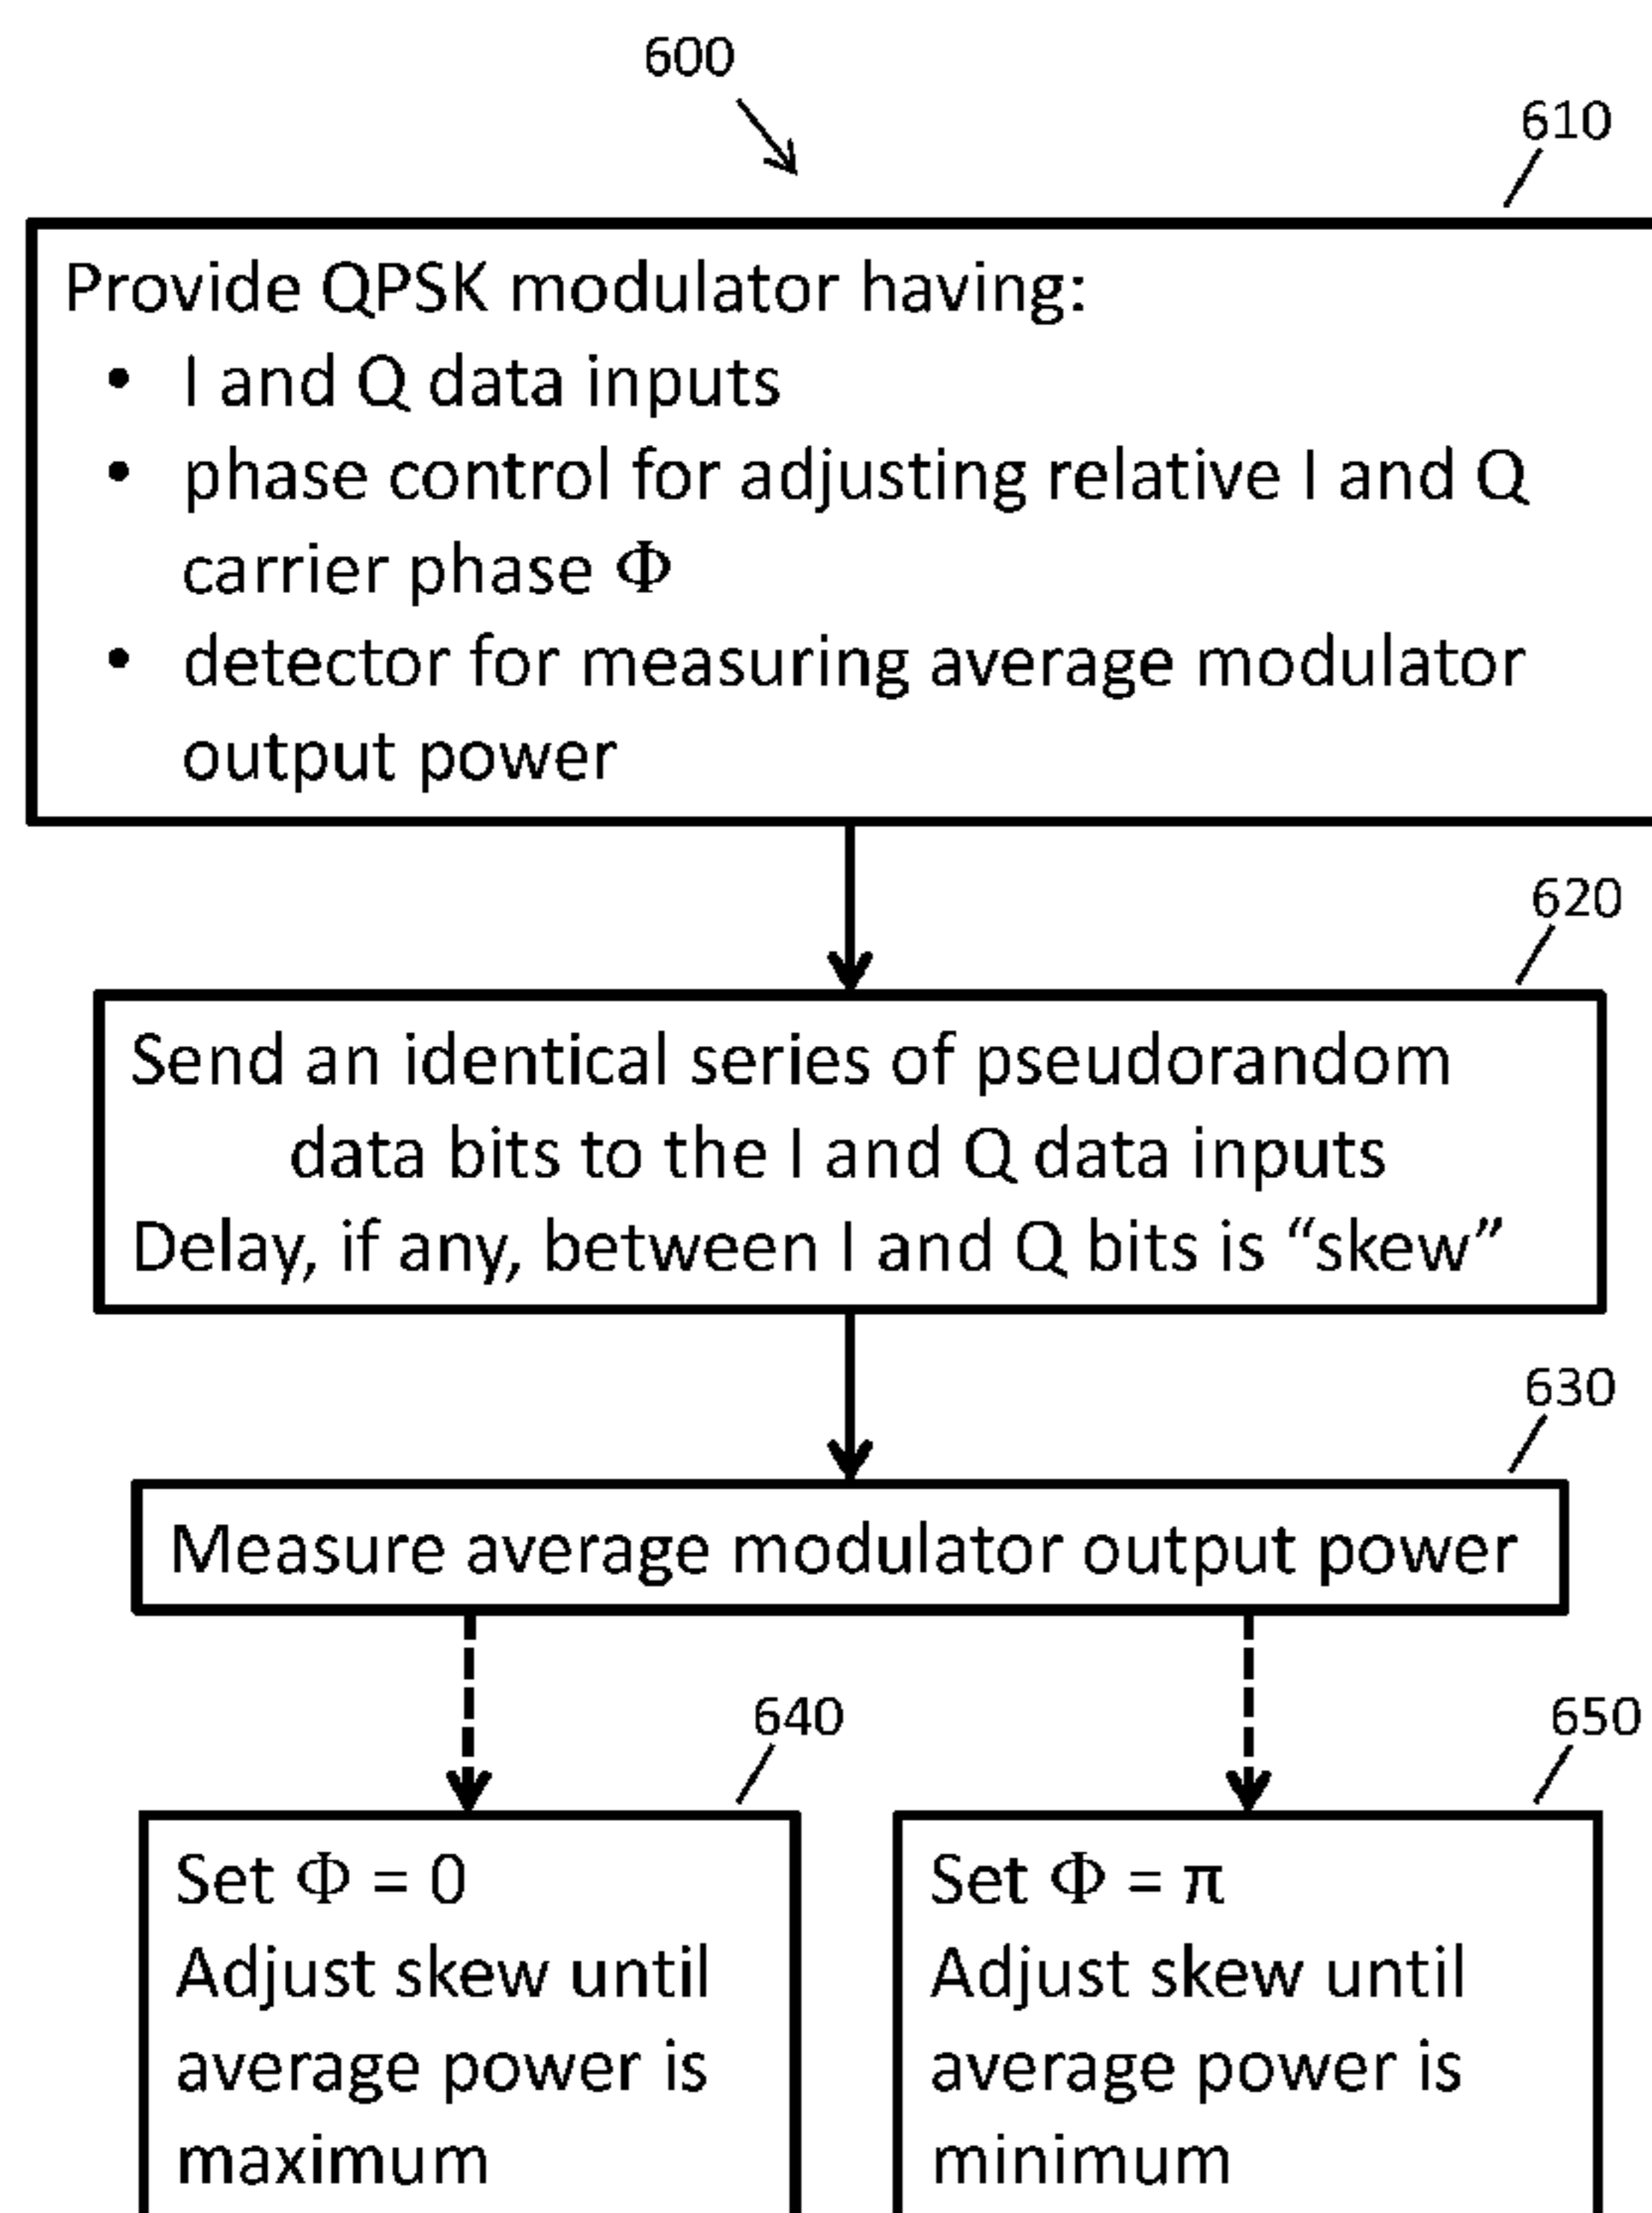 600
610
Provide QPSK modulator having:
• I and Q data inputs
• phase control for adjusting relative I and Q
carrier phase Φ
• detector for measuring average modulator
output power
620
Send an identical series of pseudorandom
data bits to the I and Q data inputs
Delay, if any, between I and Q bits is “skew”
630
Measure average modulator output power
640
Set Φ = 0
Adjust skew until
average power is
maximum
650
Set Φ = π
Adjust skew until
average power is
minimum